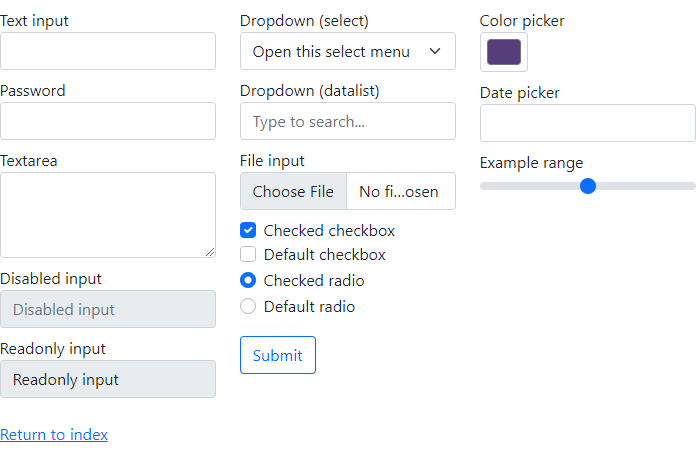 Text input
Password
Textarea
Disabled input
Disabled input
Readonly input
Readonly input
Return to index
Dropdown (select)
Open this select menu
Dropdown (datalist)
Type to search...
File input
Choose File No fi...osen
Checked checkbox
Default checkbox
Checked radio
Default radio
Submit
Color picker
Date picker
Example range